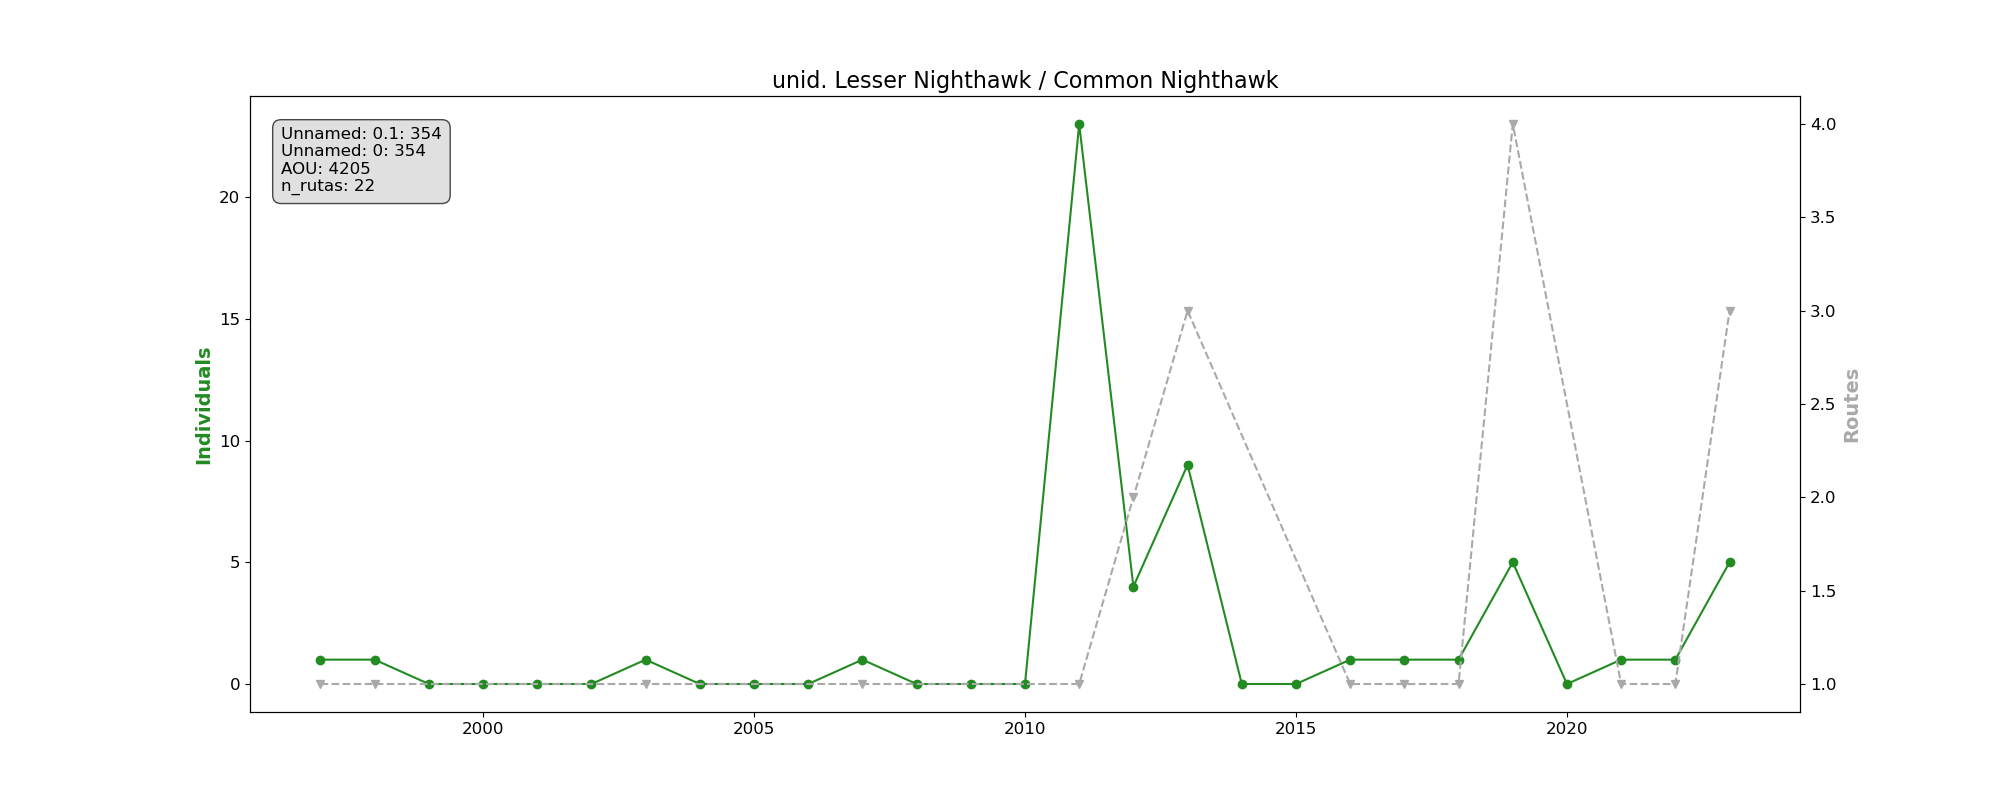 unid. Lesser Nighthawk / Common Nighthawk
Unnamed: 0.1: 354
Unnamed: 0: 354
AOU: 4205
n_rutas: 22
Individuals
20
15
10
5
0
4.0
3.5
3.0
2.5
2.0
1.5
1.0
Routes
2000
2005
2010
2015
2020